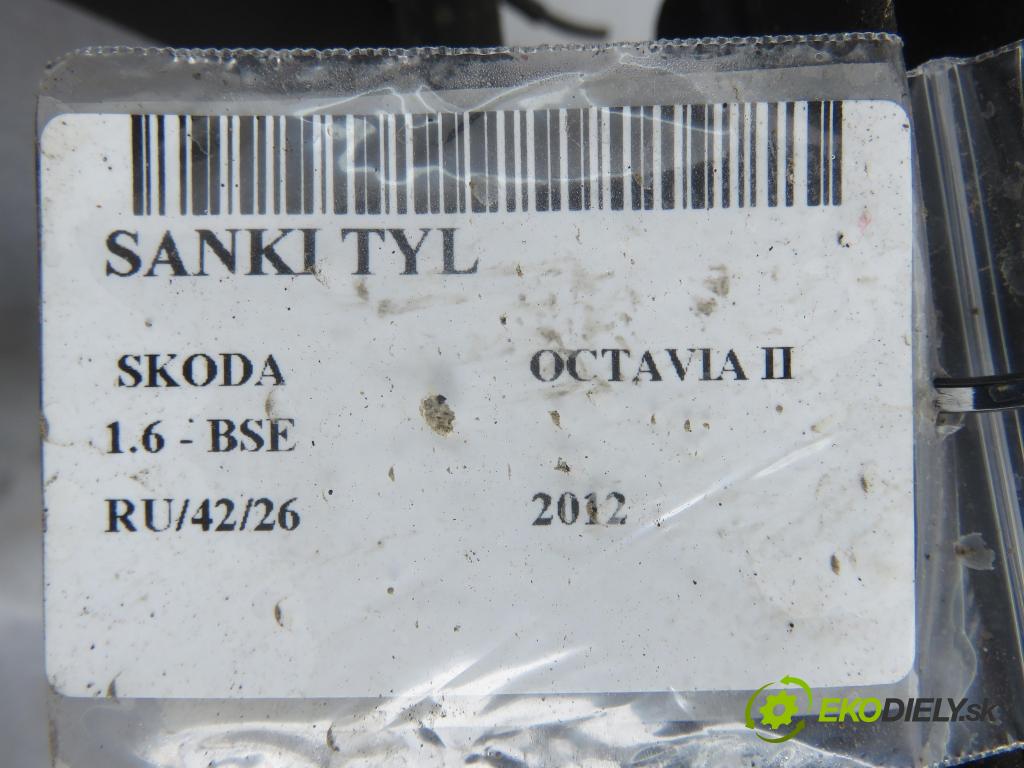 SANKI TYL
SKODA OCTAVIA II
1.6 - BSE
RU/42/26 2012
EKODIELY.sk